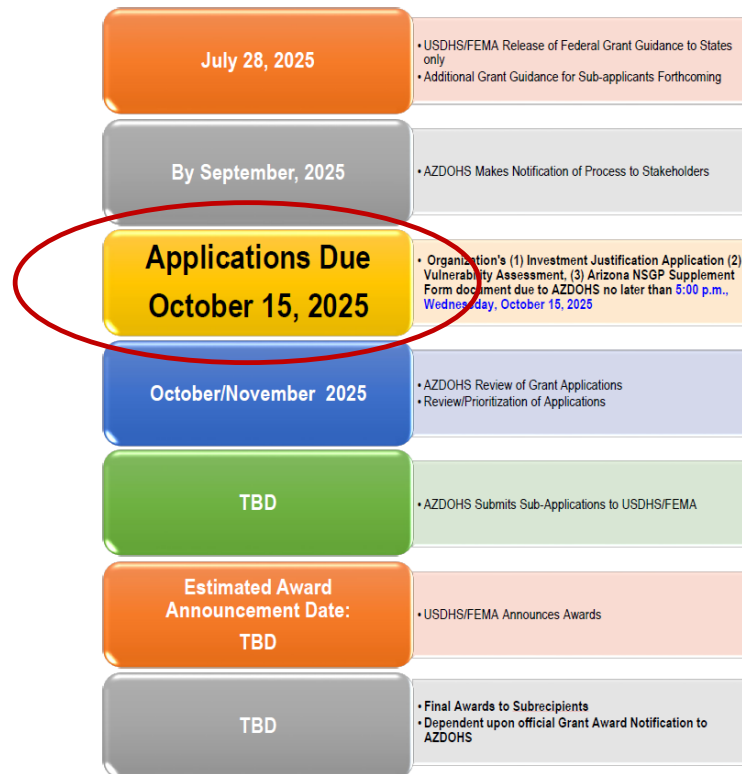 July 28, 2025
• USDHS/FEMA Release of Federal Grant Guidance to States
only
• Additional Grant Guidance for Sub-applicants Forthcoming
By September, 2025
• AZDOHS Makes Notification of Process to Stakeholders
Applications Due
October 15, 2025
• Organization's (1) Investment Justification Application (2)
Vulnerability Assessment, (3) Arizona NSGP Supplement
Form document due to AZDOHS no later than 5:00 p.m.,
Wednesday, October 15, 2025
October/November 2025
• AZDOHS Review of Grant Applications
• Review/Prioritization of Applications
TBD
• AZDOHS Submits Sub-Applications to USDHS/FEMA
Estimated Award
Announcement Date:
TBD
• USDHS/FEMA Announces Awards
TBD
• Final Awards to Subrecipients
• Dependent upon official Grant Award Notification to
AZDOHS